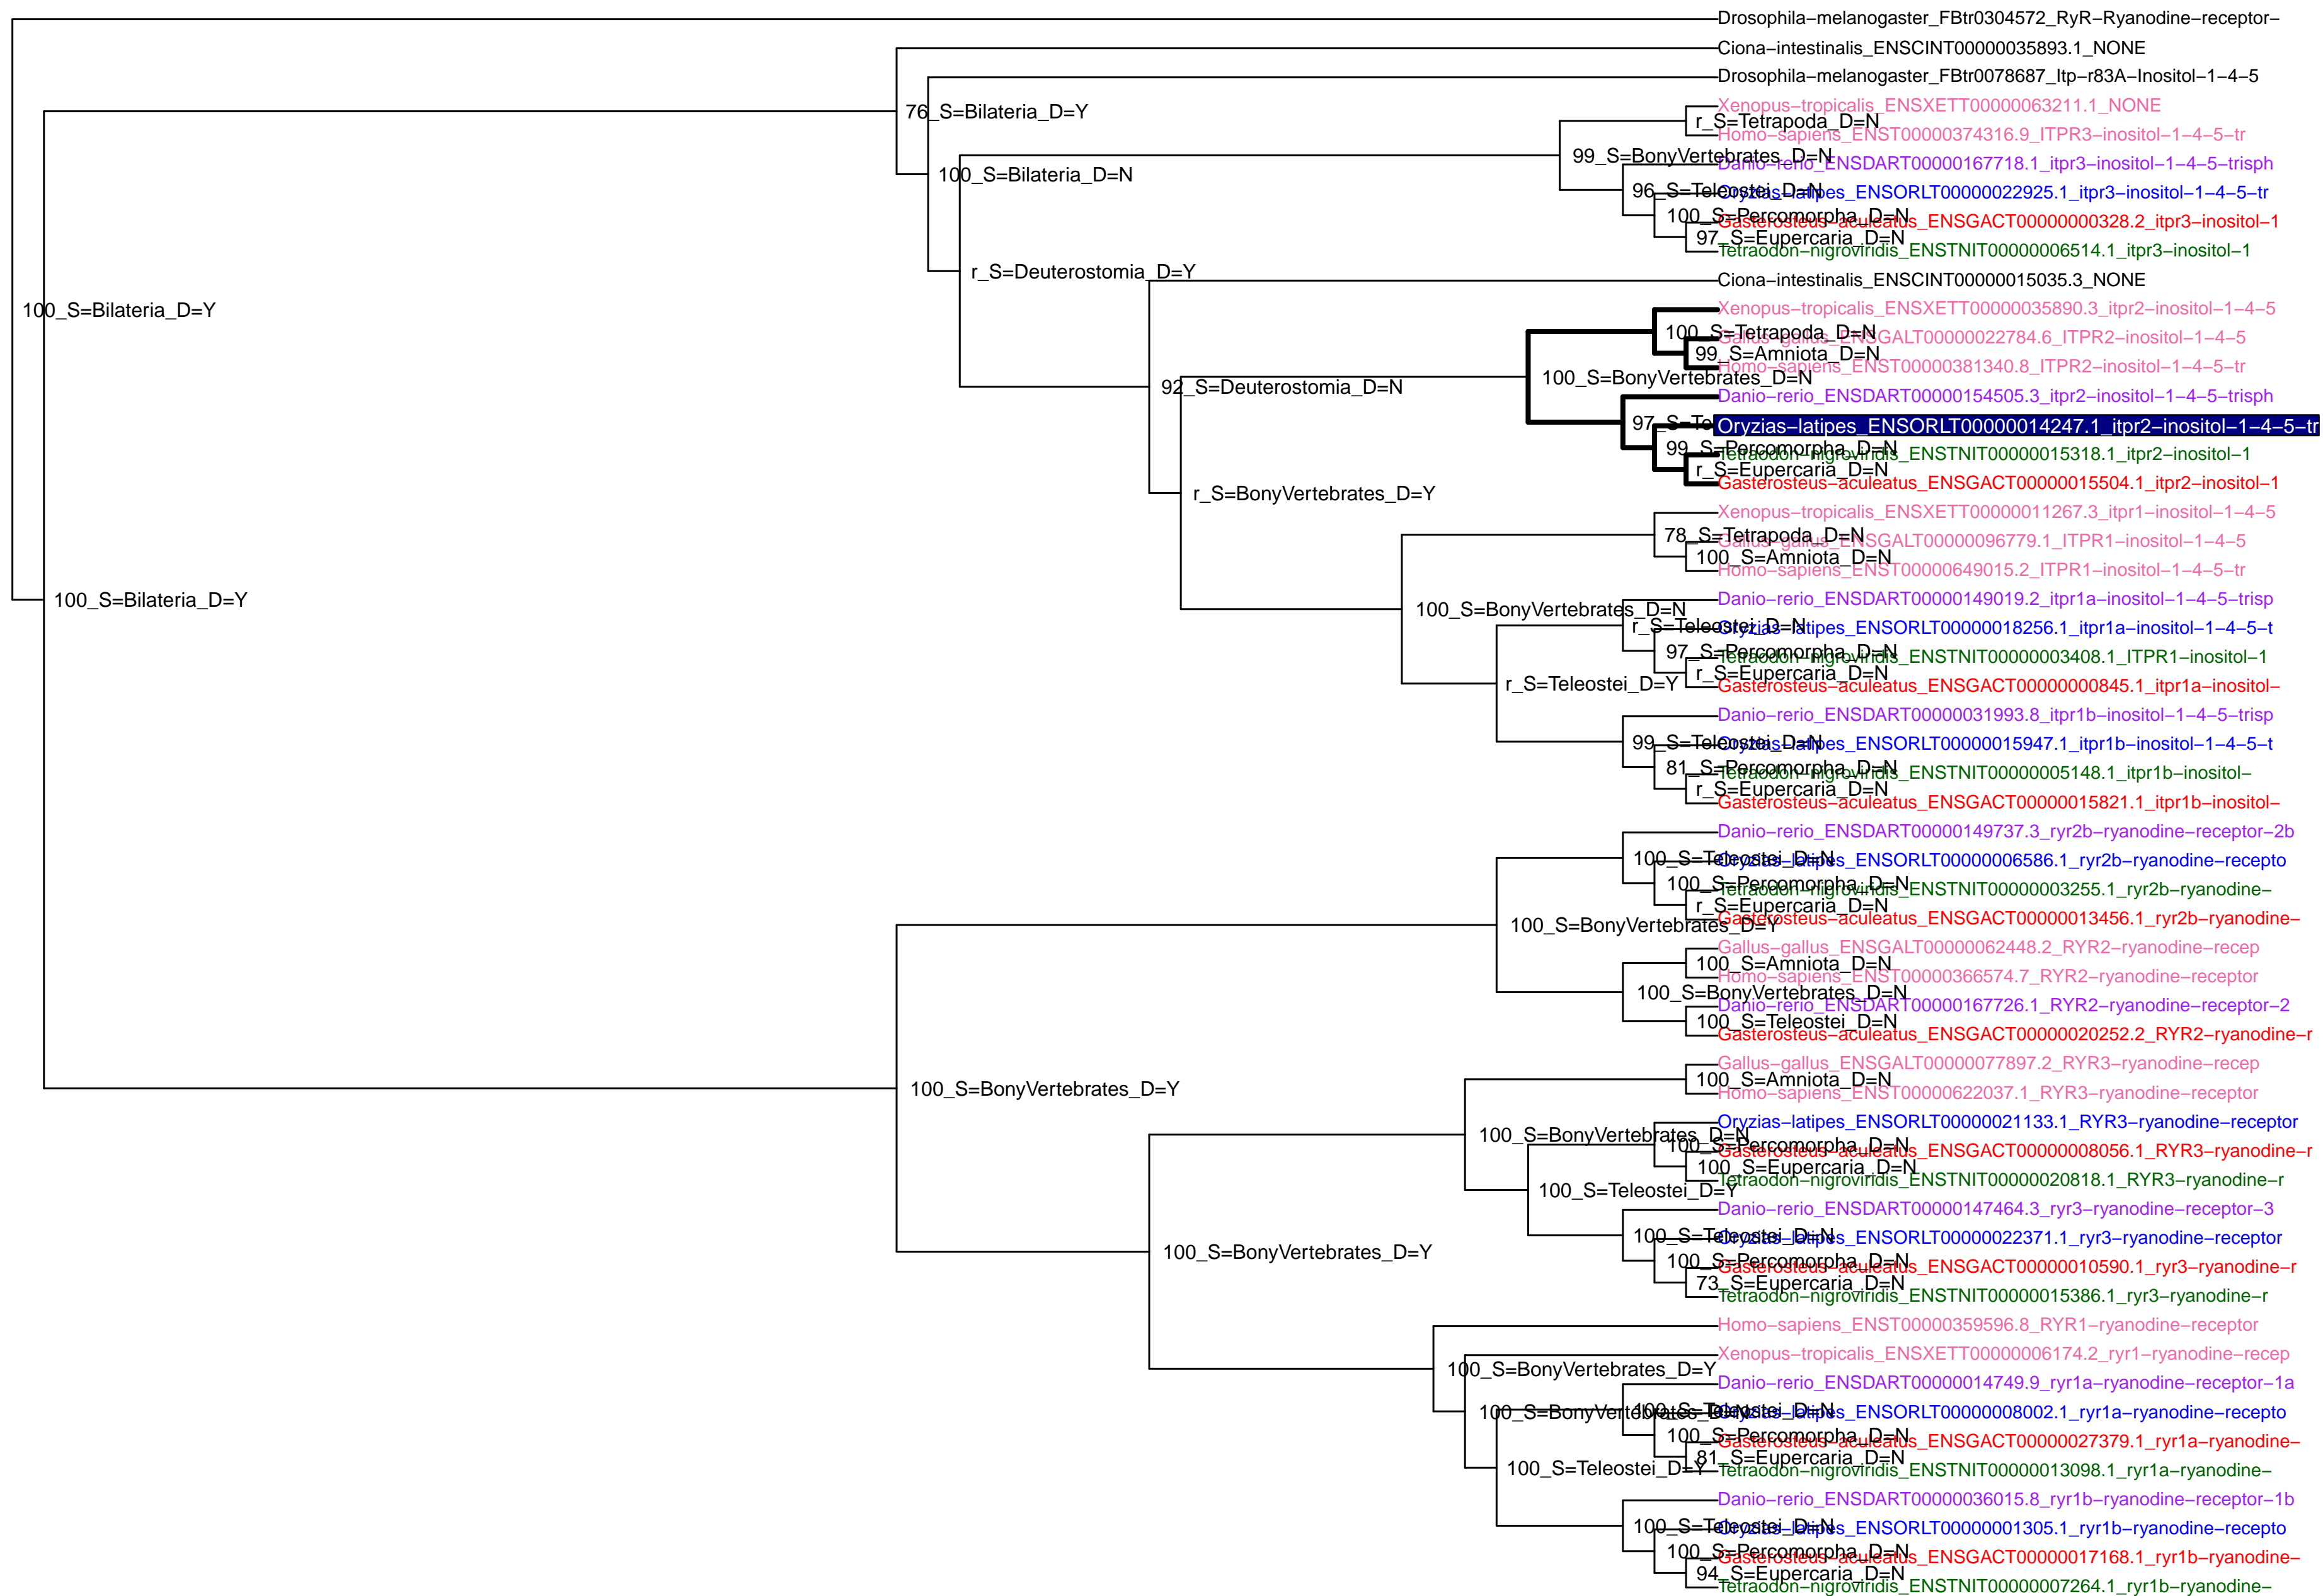 Drosophila−melanogaster_FBtr0304572_RyR−Ryanodine−receptor−
Ciona−intestinalis_ENSCINT00000035893.1_NONE
Drosophila−melanogaster_FBtr0078687_Itp−r83A−Inositol−1−4−5
Xenopus−tropicalis_ENSXETT00000063211.1_NONE
76_S=Bilateria_D=Y
r_S=Tetrapoda_D=N
Homo−sapiens_ENST00000374316.9_ITPR3−inositol−1−4−5−tr
99_S=BonyVertebrates_D=N
Danio−rerio_ENSDART00000167718.1_itpr3−inositol−1−4−5−trisph
100_S=Bilateria_D=N
96_S=Teleostei_D=N
Oryzias−latipes_ENSORLT00000022925.1_itpr3−inositol−1−4−5−tr
100_S=Percomorpha_D=N
Gasterosteus−aculeatus_ENSGACT00000000328.2_itpr3−inositol−1
97_S=Eupercaria_D=N
Tetraodon−nigroviridis_ENSTNIT00000006514.1_itpr3−inositol−1
r_S=Deuterostomia_D=Y
Ciona−intestinalis_ENSCINT00000015035.3_NONE
100_S=Bilateria_D=Y
Xenopus−tropicalis_ENSXETT00000035890.3_itpr2−inositol−1−4−5
100_S=Tetrapoda_D=N
Gallus−gallus_ENSGALT00000022784.6_ITPR2−inositol−1−4−5
99_S=Amniota_D=N
Homo−sapiens_ENST00000381340.8_ITPR2−inositol−1−4−5−tr
100_S=BonyVertebrates_D=N
92_S=Deuterostomia_D=N
Danio−rerio_ENSDART00000154505.3_itpr2−inositol−1−4−5−trisph
97_S=Te
Oryzias−latipes_ENSORLT00000014247.1_itpr2−inositol−1−4−5−tr
99_S=Percomorpha_D=N
Tetraodon−nigroviridis_ENSTNIT00000015318.1_itpr2−inositol−1
r_S=Eupercaria_D=N
Gasterosteus−aculeatus_ENSGACT00000015504.1_itpr2−inositol−1
r_S=BonyVertebrates_D=Y
Xenopus−tropicalis_ENSXETT00000011267.3_itpr1−inositol−1−4−5
78_S=Tetrapoda_D=N
Gallus−gallus_ENSGALT00000096779.1_ITPR1−inositol−1−4−5
100_S=Amniota_D=N
Homo−sapiens_ENST00000649015.2_ITPR1−inositol−1−4−5−tr
100_S=Bilateria_D=Y
Danio−rerio_ENSDART00000149019.2_itpr1a−inositol−1−4−5−trisp
100_S=BonyVertebrates_D=N
r_S=Teleostei_D=N
Oryzias−latipes_ENSORLT00000018256.1_itpr1a−inositol−1−4−5−t
97_S=Percomorpha_D=N
Tetraodon−nigroviridis_ENSTNIT00000003408.1_ITPR1−inositol−1
r_S=Eupercaria_D=N
r_S=Teleostei_D=Y
Gasterosteus−aculeatus_ENSGACT00000000845.1_itpr1a−inositol−
Danio−rerio_ENSDART00000031993.8_itpr1b−inositol−1−4−5−trisp
99_S=Teleostei_D=N
Oryzias−latipes_ENSORLT00000015947.1_itpr1b−inositol−1−4−5−t
81_S=Percomorpha_D=N
Tetraodon−nigroviridis_ENSTNIT00000005148.1_itpr1b−inositol−
r_S=Eupercaria_D=N
Gasterosteus−aculeatus_ENSGACT00000015821.1_itpr1b−inositol−
Danio−rerio_ENSDART00000149737.3_ryr2b−ryanodine−receptor−2b
100_S=Teleostei_D=N
Oryzias−latipes_ENSORLT00000006586.1_ryr2b−ryanodine−recepto
100_S=Percomorpha_D=N
Tetraodon−nigroviridis_ENSTNIT00000003255.1_ryr2b−ryanodine−
r_S=Eupercaria_D=N
Gasterosteus−aculeatus_ENSGACT00000013456.1_ryr2b−ryanodine−
100_S=BonyVertebrates_D=Y
Gallus−gallus_ENSGALT00000062448.2_RYR2−ryanodine−recep
100_S=Amniota_D=N
Homo−sapiens_ENST00000366574.7_RYR2−ryanodine−receptor
100_S=BonyVertebrates_D=N
Danio−rerio_ENSDART00000167726.1_RYR2−ryanodine−receptor−2
100_S=Teleostei_D=N
Gasterosteus−aculeatus_ENSGACT00000020252.2_RYR2−ryanodine−r
Gallus−gallus_ENSGALT00000077897.2_RYR3−ryanodine−recep
100_S=Amniota_D=N
100_S=BonyVertebrates_D=Y
Homo−sapiens_ENST00000622037.1_RYR3−ryanodine−receptor
Oryzias−latipes_ENSORLT00000021133.1_RYR3−ryanodine−receptor
100_S=BonyVertebrates_D=N
100_S=Percomorpha_D=N
Gasterosteus−aculeatus_ENSGACT00000008056.1_RYR3−ryanodine−r
100_S=Eupercaria_D=N
Tetraodon−nigroviridis_ENSTNIT00000020818.1_RYR3−ryanodine−r
100_S=Teleostei_D=Y
Danio−rerio_ENSDART00000147464.3_ryr3−ryanodine−receptor−3
100_S=Teleostei_D=N
Oryzias−latipes_ENSORLT00000022371.1_ryr3−ryanodine−receptor
100_S=BonyVertebrates_D=Y
100_S=Percomorpha_D=N
Gasterosteus−aculeatus_ENSGACT00000010590.1_ryr3−ryanodine−r
73_S=Eupercaria_D=N
Tetraodon−nigroviridis_ENSTNIT00000015386.1_ryr3−ryanodine−r
Homo−sapiens_ENST00000359596.8_RYR1−ryanodine−receptor
Xenopus−tropicalis_ENSXETT00000006174.2_ryr1−ryanodine−recep
100_S=BonyVertebrates_D=Y
Danio−rerio_ENSDART00000014749.9_ryr1a−ryanodine−receptor−1a
100_S=BonyVertebrates_D=N
100_S=Teleostei_D=N
Oryzias−latipes_ENSORLT00000008002.1_ryr1a−ryanodine−recepto
100_S=Percomorpha_D=N
Gasterosteus−aculeatus_ENSGACT00000027379.1_ryr1a−ryanodine−
81_S=Eupercaria_D=N
100_S=Teleostei_D=Y
Tetraodon−nigroviridis_ENSTNIT00000013098.1_ryr1a−ryanodine−
Danio−rerio_ENSDART00000036015.8_ryr1b−ryanodine−receptor−1b
100_S=Teleostei_D=N
Oryzias−latipes_ENSORLT00000001305.1_ryr1b−ryanodine−recepto
100_S=Percomorpha_D=N
Gasterosteus−aculeatus_ENSGACT00000017168.1_ryr1b−ryanodine−
94_S=Eupercaria_D=N
Tetraodon−nigroviridis_ENSTNIT00000007264.1_ryr1b−ryanodine−